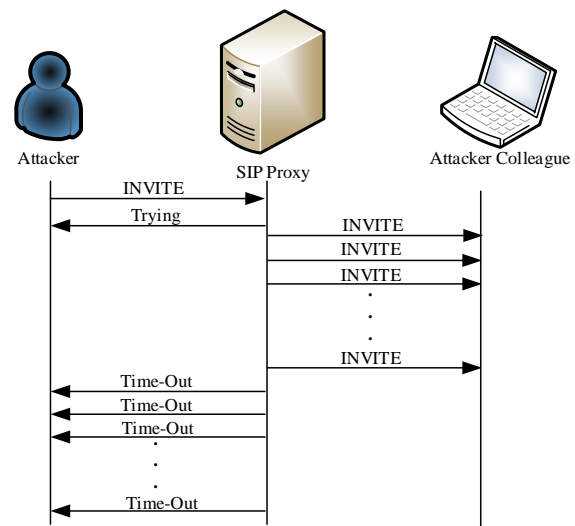 Attacker
SIP Proxy
Attacker Colleague
INVITE
Trying
INVITE
INVITE
INVITE
.
.
.
INVITE
Time-Out
Time-Out
Time-Out
.
.
.
Time-Out